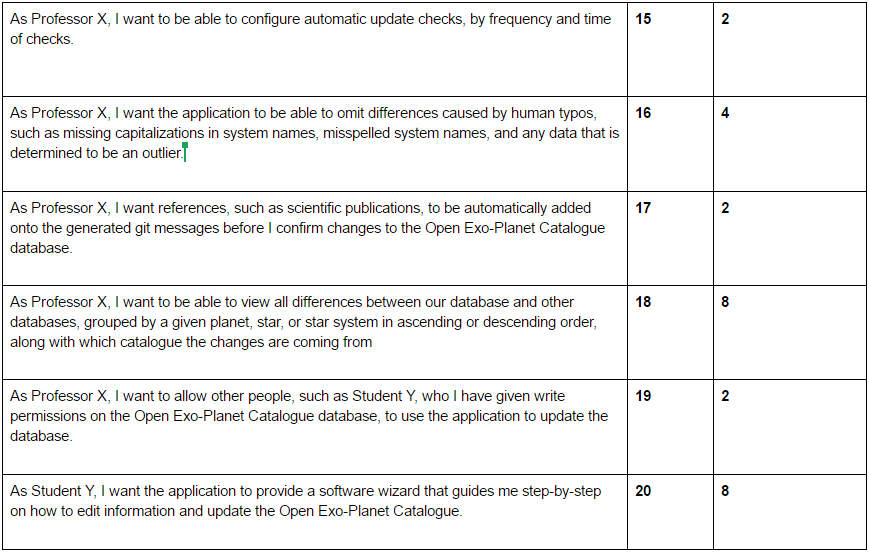 As Professor X, I want to be able to configure automatic update checks, by frequency and time 15 2
of checks.
As Professor X, I want the application to be able to omit differences caused by human typos, 16 4
such as missing capitalizations in system names, misspelled system names, and any data that is
determined to be an outlier.
As Professor X, I want references, such as scientific publications, to be automatically added 17 2
onto the generated git messages before I confirm changes to the Open Exo-Planet Catalogue
database.
As Professor X, I want to be able to view all differences between our database and other 18 8
databases, grouped by a given planet, star, or star system in ascending or descending order,
along with which catalogue the changes are coming from
As Professor X, I want to allow other people, such as Student Y, who I have given write 19 2
permissions on the Open Exo-Planet Catalogue database, to use the application to update the
database.
As Student Y, I want the application to provide a software wizard that guides me step-by-step 20 8
on how to edit information and update the Open Exo-Planet Catalogue.